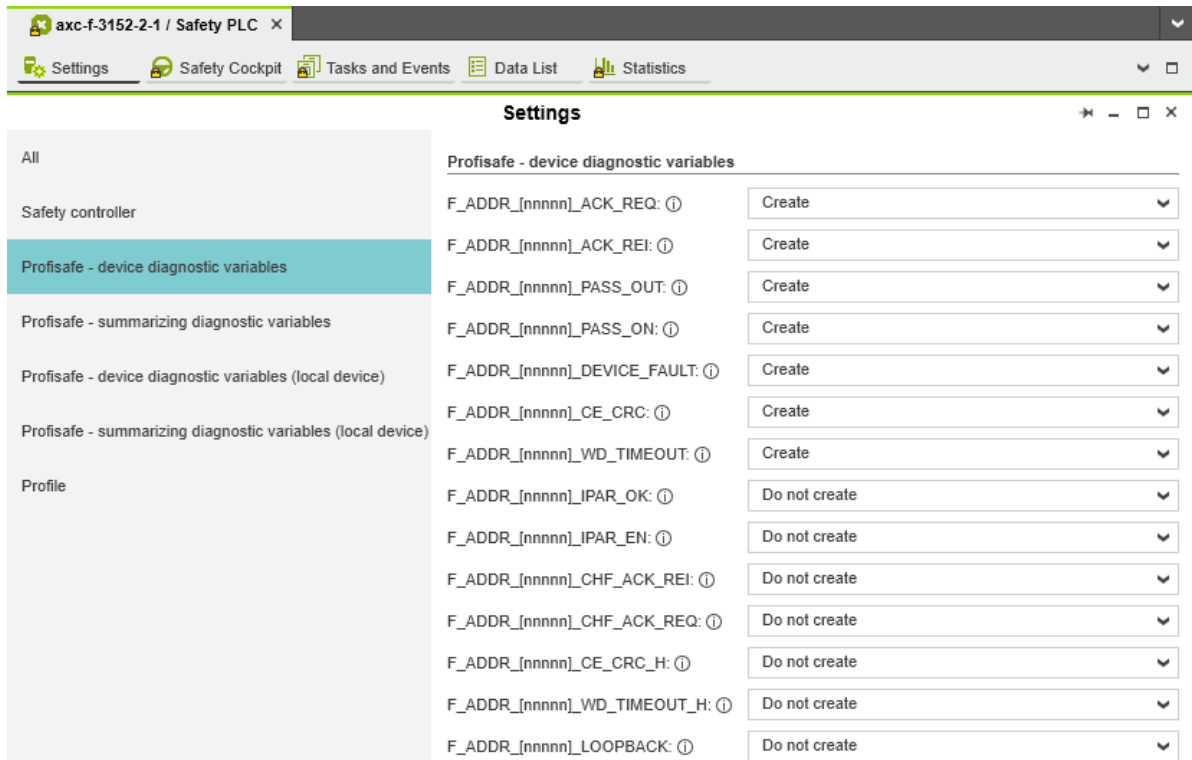 axc-f-3152-2-1 / Safety PLC
Settings Safety Cockpit Tasks and Events Data List Statistics
Settings
All
Safety controller
Profisafe - device diagnostic variables
Profisafe - summarizing diagnostic variables
Profisafe - device diagnostic variables (local device)
Profisafe - summarizing diagnostic variables (local device)
Profile
Profisafe - device diagnostic variables
F_ADDR_[nnnnn]_ACK_REQ: Create
F_ADDR_[nnnnn]_ACK_REI: Create
F_ADDR_[nnnnn]_PASS_OUT: Create
F_ADDR_[nnnnn]_PASS_ON: Create
F_ADDR_[nnnnn]_DEVICE_FAULT: Create
F_ADDR_[nnnnn]_CE_CRC: Create
F_ADDR_[nnnnn]_WD_TIMEOUT: Create
F_ADDR_[nnnnn]_IPAR_OK: Do not create
F_ADDR_[nnnnn]_IPAR_EN: Do not create
F_ADDR_[nnnnn]_CHF_ACK_REI: Do not create
F_ADDR_[nnnnn]_CHF_ACK_REQ: Do not create
F_ADDR_[nnnnn]_CE_CRC_H: Do not create
F_ADDR_[nnnnn]_WD_TIMEOUT_H: Do not create
F_ADDR_[nnnnn]_LOOPBACK: Do not create